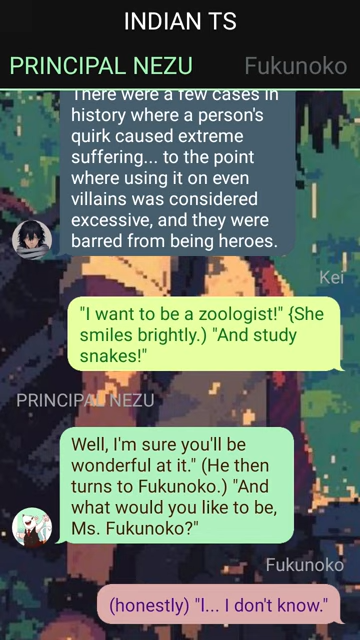 INDIAN TS
PRINCIPAL NEZU
Fukunoko
There were a few cases in
history where a person's
quirk caused extreme
suffering... to the point
where using it on even
villains was considered
excessive, and they were
barred from being heroes.
Kei
"I want to be a zoologist!" {She
smiles brightly.) "And study
snakes!"
PRINCIPAL NEZU
Well, I'm sure you'll be
wonderful at it." (He then
turns to Fukunoko.) "And
what would you like to be,
Ms. Fukunoko?"
Fukunoko
(honestly) "I... I don't know."